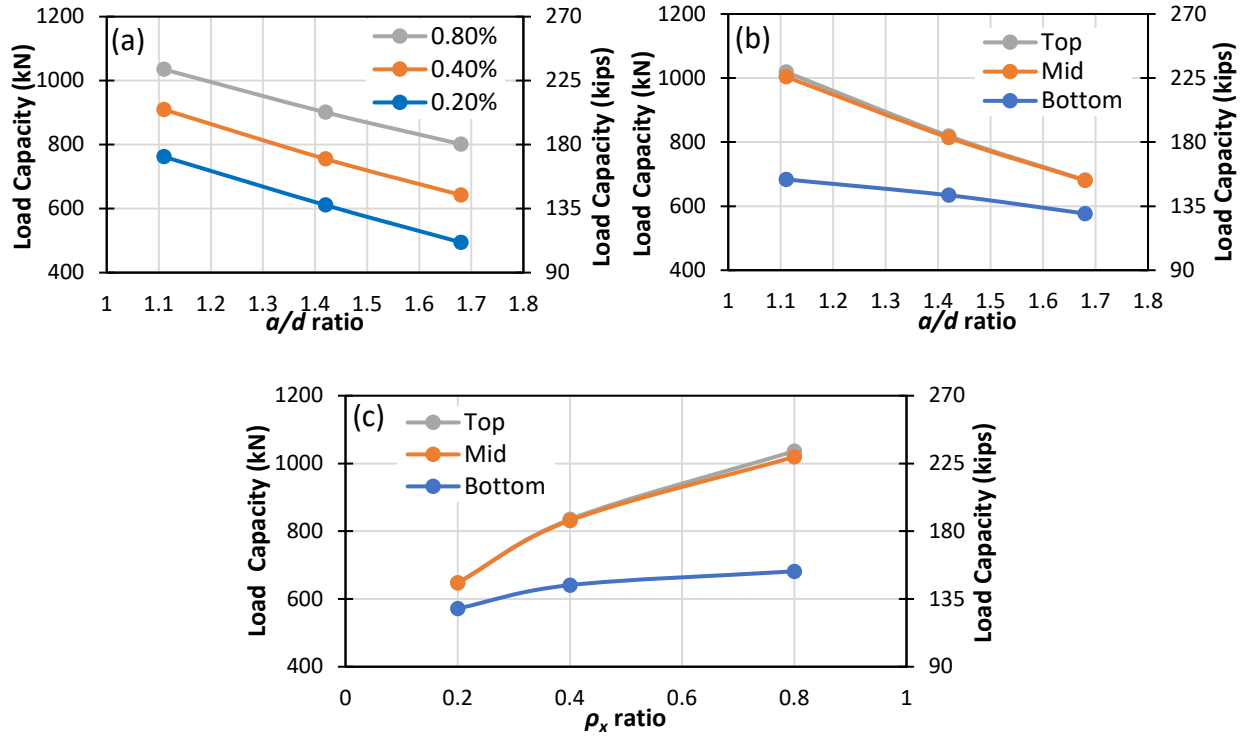 (a)
0.80%
0.40%
0.20%
1200
1000
800
600
400
270
225
180
135
90
1 1.1 1.2 1.3 1.4 1.5 1.6 1.7 1.8
a/d ratio
Load Capacity (kN)
Load Capacity (kips)
(b)
Top
Mid
Bottom
1200
1000
800
600
400
270
225
180
135
90
1 1.1 1.2 1.3 1.4 1.5 1.6 1.7 1.8
a/d ratio
Load Capacity (kN)
Load Capacity (kips)
(c)
Top
Mid
Bottom
1200
1000
800
600
400
270
225
180
135
90
0 0.2 0.4 0.6 0.8 1
ρx ratio
Load Capacity (kN)
Load Capacity (kips)